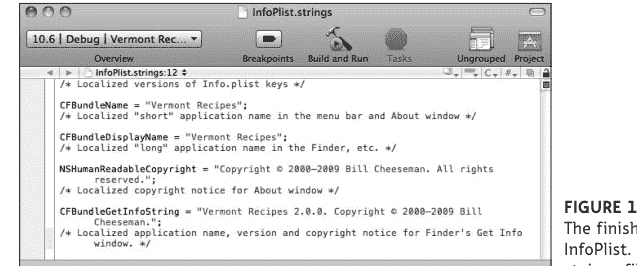 InfoPlist.strings
10.6 | Debug | Vermont Rec...
Overview
Breakpoints
Build and Run
Tasks
Ungrouped
Project
InfoPlist.strings:12
C
#
/* Localized versions of Info.plist keys */
CFBundleName = "Vermont Recipes";
/* Localized "short" application name in the menu bar and About window */
CFBundleDisplayName = "Vermont Recipes";
/* Localized "long" application name in the Finder, etc. */
NSHumanReadableCopyright = "Copyright © 2000–2009 Bill Cheeseman. All rights
reserved.";
/* Localized copyright notice for About window */
CFBundleGetInfoString = "Vermont Recipes 2.0.0. Copyright © 2000–2009 Bill
Cheeseman.";
/* Localized application name, version and copyright notice for Finder's Get Info
window. */
FIGURE 1
The finish
InfoPlist.